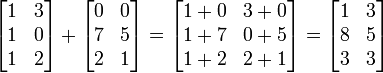 [1 3] + [0 0] = [1+0 3+0] = [1 3]
[1 0] [7 5] [1+7 0+5] [8 5]
[1 2] [2 1] [1+2 2+1] [3 3]